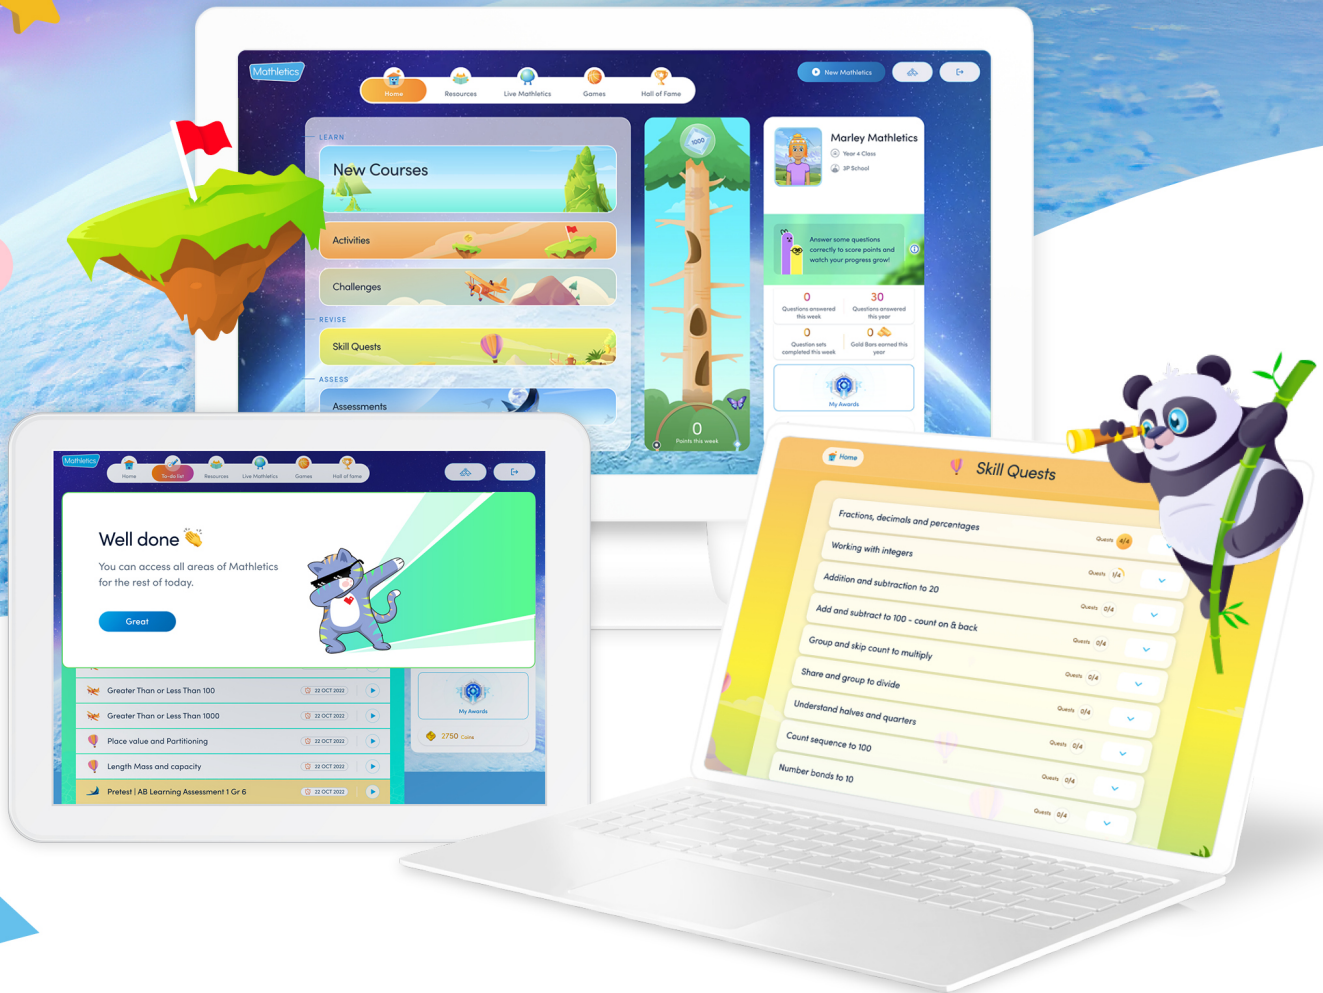 Mathletics
New Mathletics
Home
Resources
Live Mathletics
Games
Hall of Fame
LEARN
New Courses
Activities
Challenges
REVISE
Skill Quests
ASSESS
Assessments
1000
0
Points this week
Marley Mathletics
Year 4 Class
3P School
Answer some questions
correctly to score points and
watch your progress grow!
0
Questions answered
this week
30
Questions answered
this year
0
Question sets
completed this week
0
Gold Bars earned this
year
My Awards
Mathletics
Home
To-do list
Resources
Live Mathletics
Games
Hall of fame
Well done
You can access all areas of Mathletics
for the rest of today.
Great
Greater Than or Less Than 100
22 OCT 2022
Greater Than or Less Than 1000
22 OCT 2022
Place value and Partitioning
22 OCT 2022
Length Mass and capacity
22 OCT 2022
Pretest | AB Learning Assessment 1 Gr 6
22 OCT 2022
My Awards
2750 Coins
Home
Skill Quests
Fractions, decimals and percentages
Quests 4/4
Working with integers
Quests 1/4
Addition and subtraction to 20
Quests 0/4
Add and subtract to 100 - count on & back
Quests 0/4
Group and skip count to multiply
Quests 0/4
Share and group to divide
Quests 0/4
Understand halves and quarters
Quests 0/4
Count sequence to 100
Quests 0/4
Number bonds to 10
Quests 0/4